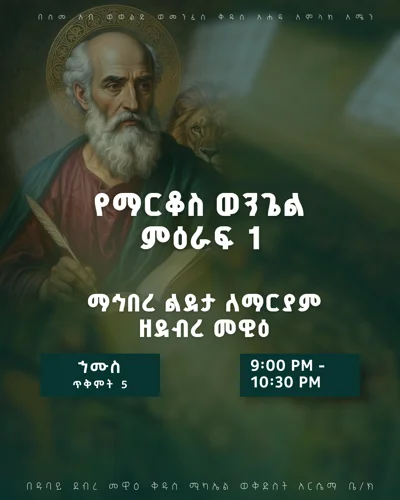 በስመ አብ ወወልድ ወመንፈስ ቅዱስ አሐዱ አምላክ አሜን
የማርቆስ ወንጌል
ምዕራፍ 1
ማኅበረ ልደታ ለማርያም
ዘደብረ መዊዕ
ኀሙስ
ጥቅምት 5
9:00 PM -
10:30 PM
በዱባይ ደብረ መዊዕ ቅዱስ ሚካኤል ወቅድስት አርሴማ ቤ/ክ